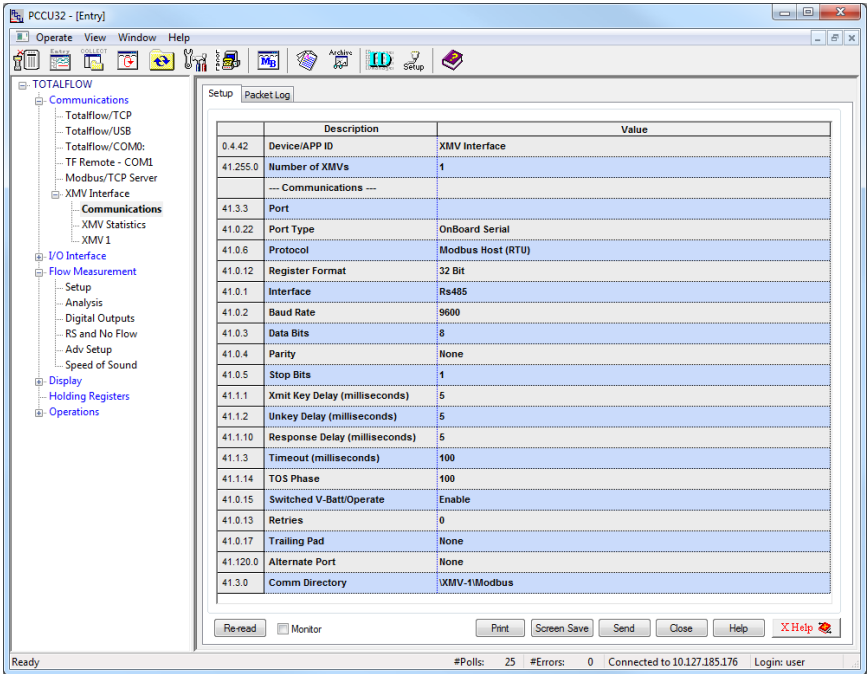 PCCU32 - [Entry]
Operate View Window Help
Entry COLLECT MB Archive I.D. Manager Setup
TOTALFLOW
Communications
Totalflow/TCP
Totalflow/USB
Totalflow/COM0:
TF Remote - COM1
Modbus/TCP Server
XMV Interface
Communications
XMV Statistics
XMV 1
I/O Interface
Flow Measurement
Setup
Analysis
Digital Outputs
RS and No Flow
Adv Setup
Speed of Sound
Display
Holding Registers
Operations
Setup Packet Log
Description Value
0.4.42 Device/APP ID XMV Interface
41.255.0 Number of XMVs 1
--- Communications ---
41.3.3 Port
41.0.22 Port Type OnBoard Serial
41.0.6 Protocol Modbus Host (RTU)
41.0.12 Register Format 32 Bit
41.0.1 Interface Rs485
41.0.2 Baud Rate 9600
41.0.3 Data Bits 8
41.0.4 Parity None
41.0.5 Stop Bits 1
41.1.1 Xmit Key Delay (milliseconds) 5
41.1.2 Unkey Delay (milliseconds) 5
41.1.10 Response Delay (milliseconds) 5
41.1.3 Timeout (milliseconds) 100
41.1.14 TOS Phase 100
41.0.15 Switched V-Batt/Operate Enable
41.0.13 Retries 0
41.0.17 Trailing Pad None
41.120.0 Alternate Port None
41.3.0 Comm Directory \XMV-1\Modbus
Re-read Monitor Print Screen Save Send Close Help X Help
Ready #Polls: 25 #Errors: 0 Connected to 10.127.185.176 Login: user